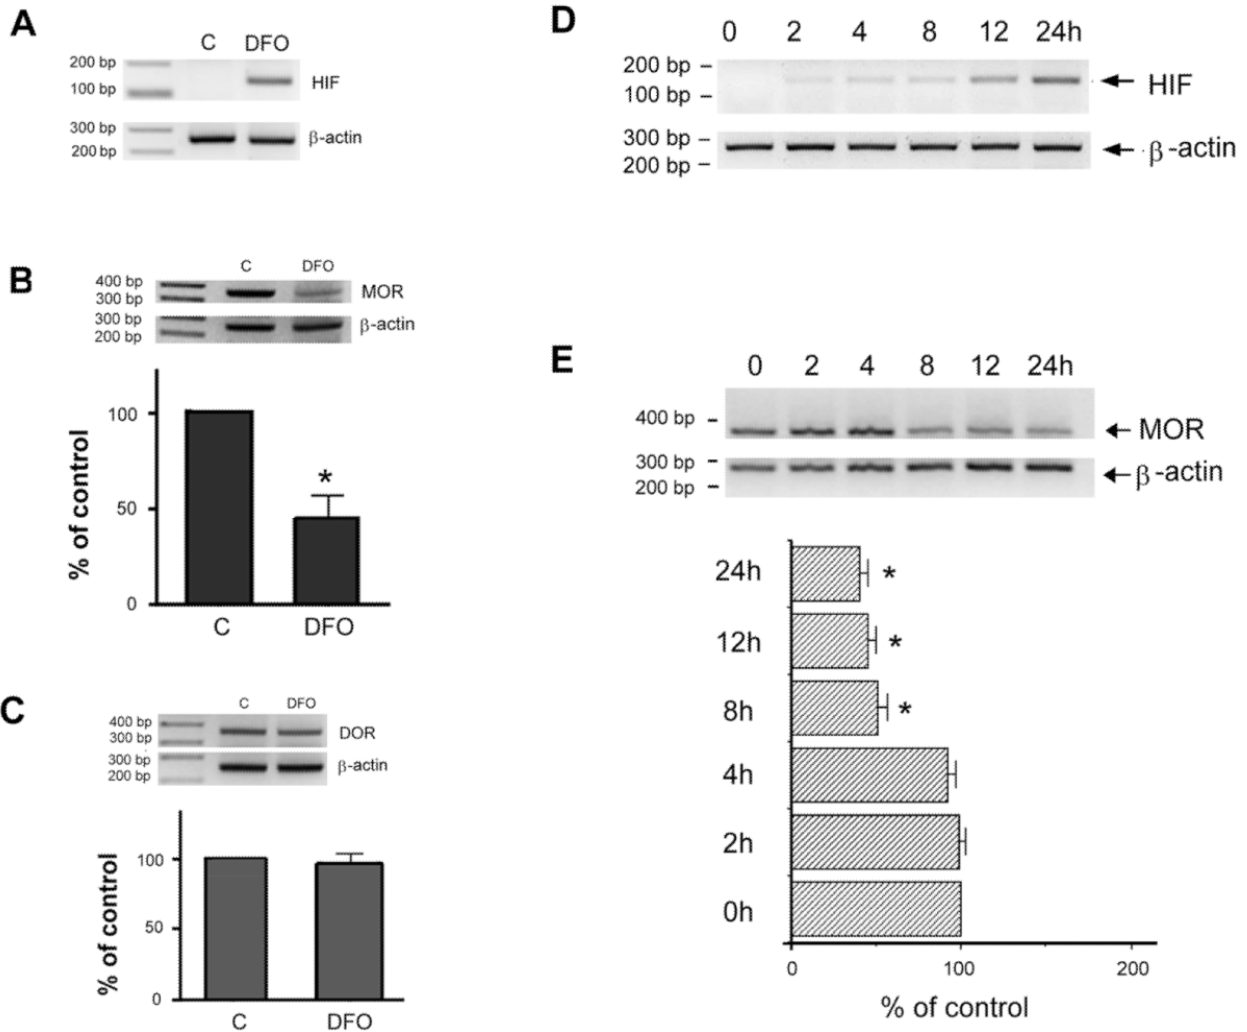 A
C DFO
200 bp
HIF
100 bp
300 bp
β-actin
200 bp
B
C DFO
400 bp
MOR
300 bp
300 bp
β-actin
200 bp
100
*
50
0
% of control
C DFO
C
C DFO
400 bp
DOR
300 bp
300 bp
β-actin
200 bp
100
50
0
% of control
C DFO
D
0 2 4 8 12 24h
200 bp
HIF
100 bp
300 bp
β-actin
200 bp
E
0 2 4 8 12 24h
400 bp
MOR
300 bp
β-actin
200 bp
24h *
12h *
8h *
4h
2h
0h
0 100 200
% of control